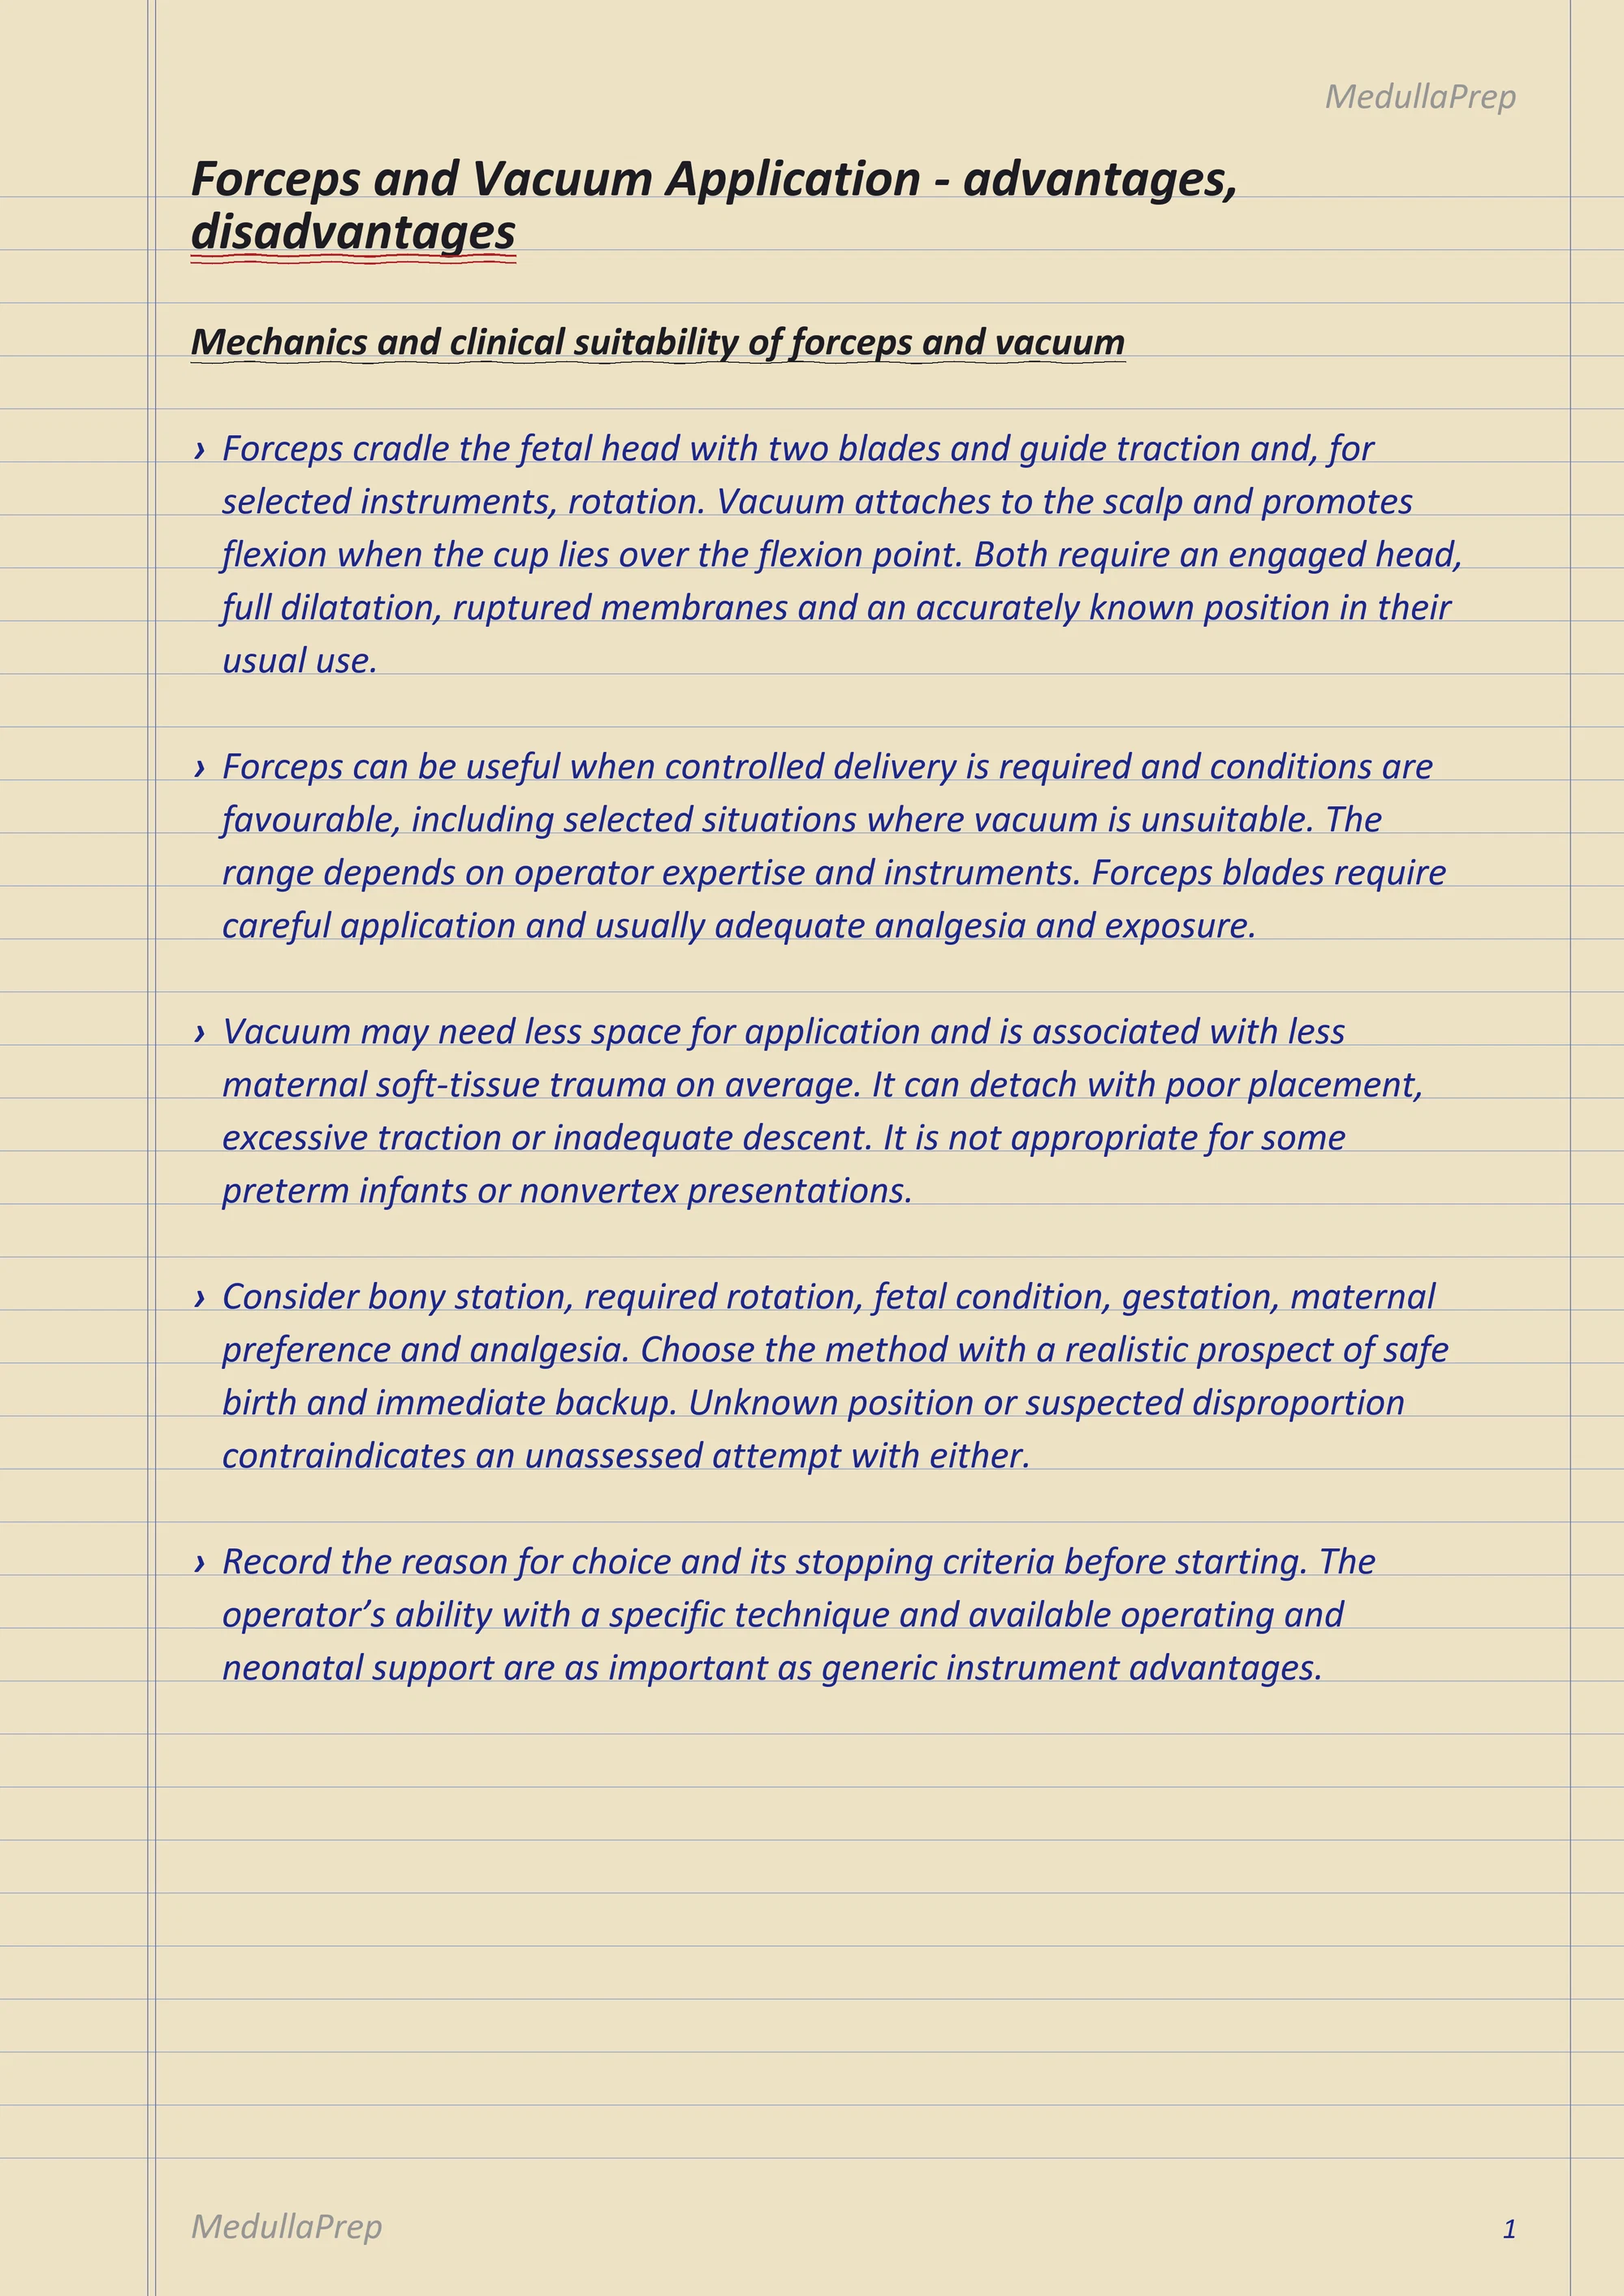 MedullaPrep
Forceps and Vacuum Application - advantages,
disadvantages
Mechanics and clinical suitability of forceps and vacuum
› Forceps cradle the fetal head with two blades and guide traction and, for
selected instruments, rotation. Vacuum attaches to the scalp and promotes
flexion when the cup lies over the flexion point. Both require an engaged head,
full dilatation, ruptured membranes and an accurately known position in their
usual use.
› Forceps can be useful when controlled delivery is required and conditions are
favourable, including selected situations where vacuum is unsuitable. The
range depends on operator expertise and instruments. Forceps blades require
careful application and usually adequate analgesia and exposure.
› Vacuum may need less space for application and is associated with less
maternal soft-tissue trauma on average. It can detach with poor placement,
excessive traction or inadequate descent. It is not appropriate for some
preterm infants or nonvertex presentations.
› Consider bony station, required rotation, fetal condition, gestation, maternal
preference and analgesia. Choose the method with a realistic prospect of safe
birth and immediate backup. Unknown position or suspected disproportion
contraindicates an unassessed attempt with either.
› Record the reason for choice and its stopping criteria before starting. The
operator’s ability with a specific technique and available operating and
neonatal support are as important as generic instrument advantages.
MedullaPrep
1